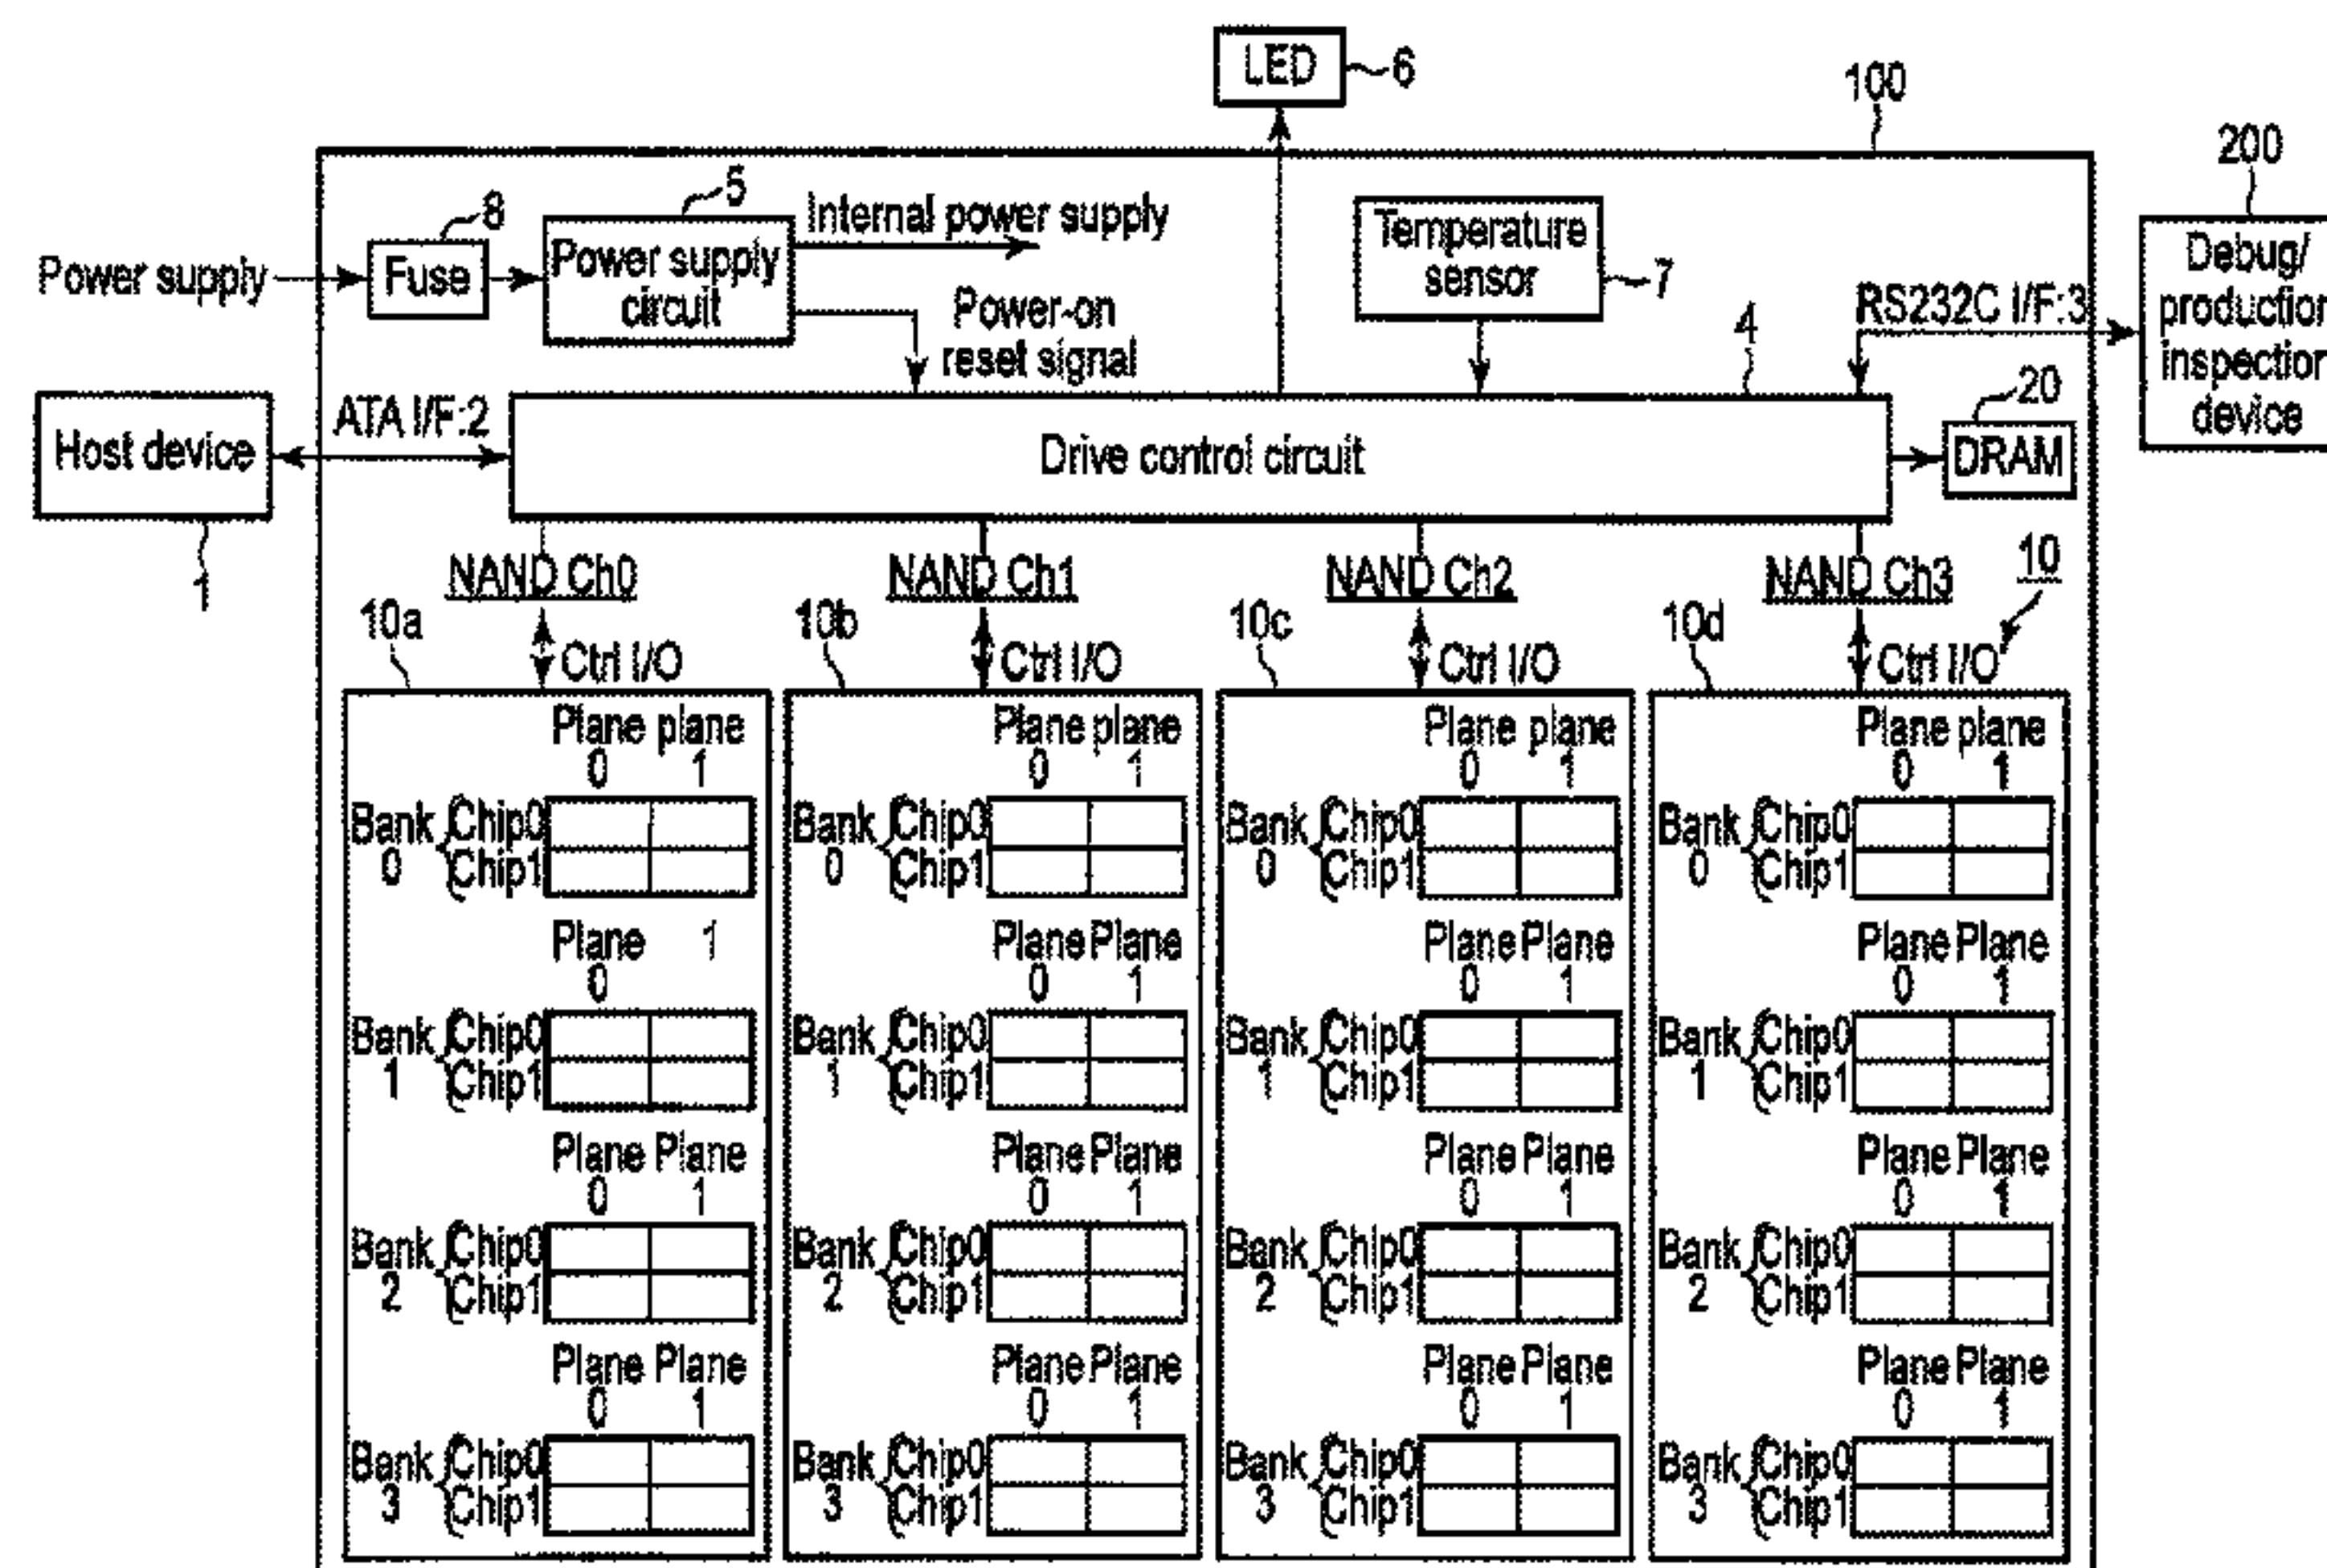 LED
6
100
200
8
5
Internal power supply
Power supply
Fuse
Power supply
circuit
Power-on
reset signal
Temperature
sensor
7
4
RS232C I/F:3
Debug/
production
inspection
device
Host device
1
ATA I/F:2
Drive control circuit
20
DRAM
NAND Ch0
NAND Ch1
NAND Ch2
NAND Ch3
10
10a
Ctrl I/O
10b
Ctrl I/O
10c
Ctrl I/O
10d
Ctrl I/O
Plane plane
0 1
Bank
0
Chip0
Chip1
Plane 1
0
Bank
1
Chip0
Chip1
Plane Plane
0 1
Bank
2
Chip0
Chip1
Plane Plane
0 1
Bank
3
Chip0
Chip1
Plane plane
0 1
Bank
0
Chip0
Chip1
Plane Plane
0 1
Bank
1
Chip0
Chip1
Plane Plane
0 1
Bank
2
Chip0
Chip1
Plane Plane
0 1
Bank
3
Chip0
Chip1
Plane plane
0 1
Bank
0
Chip0
Chip1
Plane Plane
0 1
Bank
1
Chip0
Chip1
Plane Plane
0 1
Bank
2
Chip0
Chip1
Plane Plane
0 1
Bank
3
Chip0
Chip1
Plane plane
0 1
Bank
0
Chip0
Chip1
Plane Plane
0 1
Bank
1
Chip0
Chip1
Plane Plane
0 1
Bank
2
Chip0
Chip1
Plane Plane
0 1
Bank
3
Chip0
Chip1